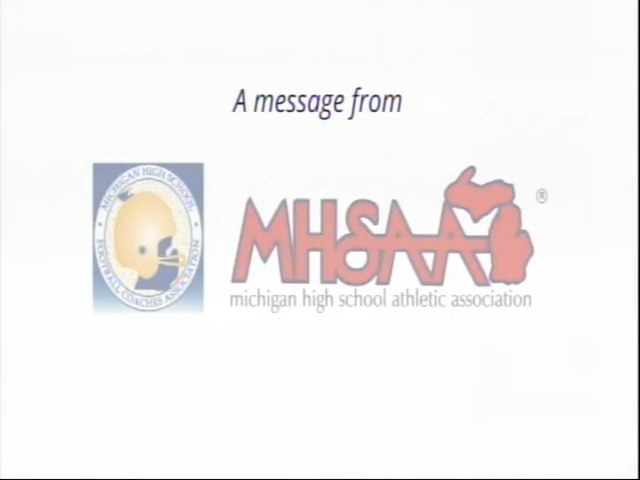 A message from
MICHIGAN HIGH SCHOOL
FOOTBALL COACHES ASSOCIATION
MHSAA ®
michigan high school athletic association